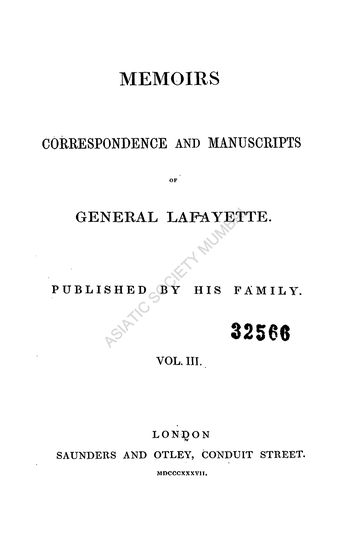 MEMOIRS
CORRESPONDENCE AND MANUSCRIPTS
OF
GENERAL LAFAYETTE.
PUBLISHED BY HIS FAMILY.
ASIATIC SOCIETY MUMBAI
32566
VOL. III.
LONDON
SAUNDERS AND OTLEY, CONDUIT STREET.
MDCCCXXXVII.